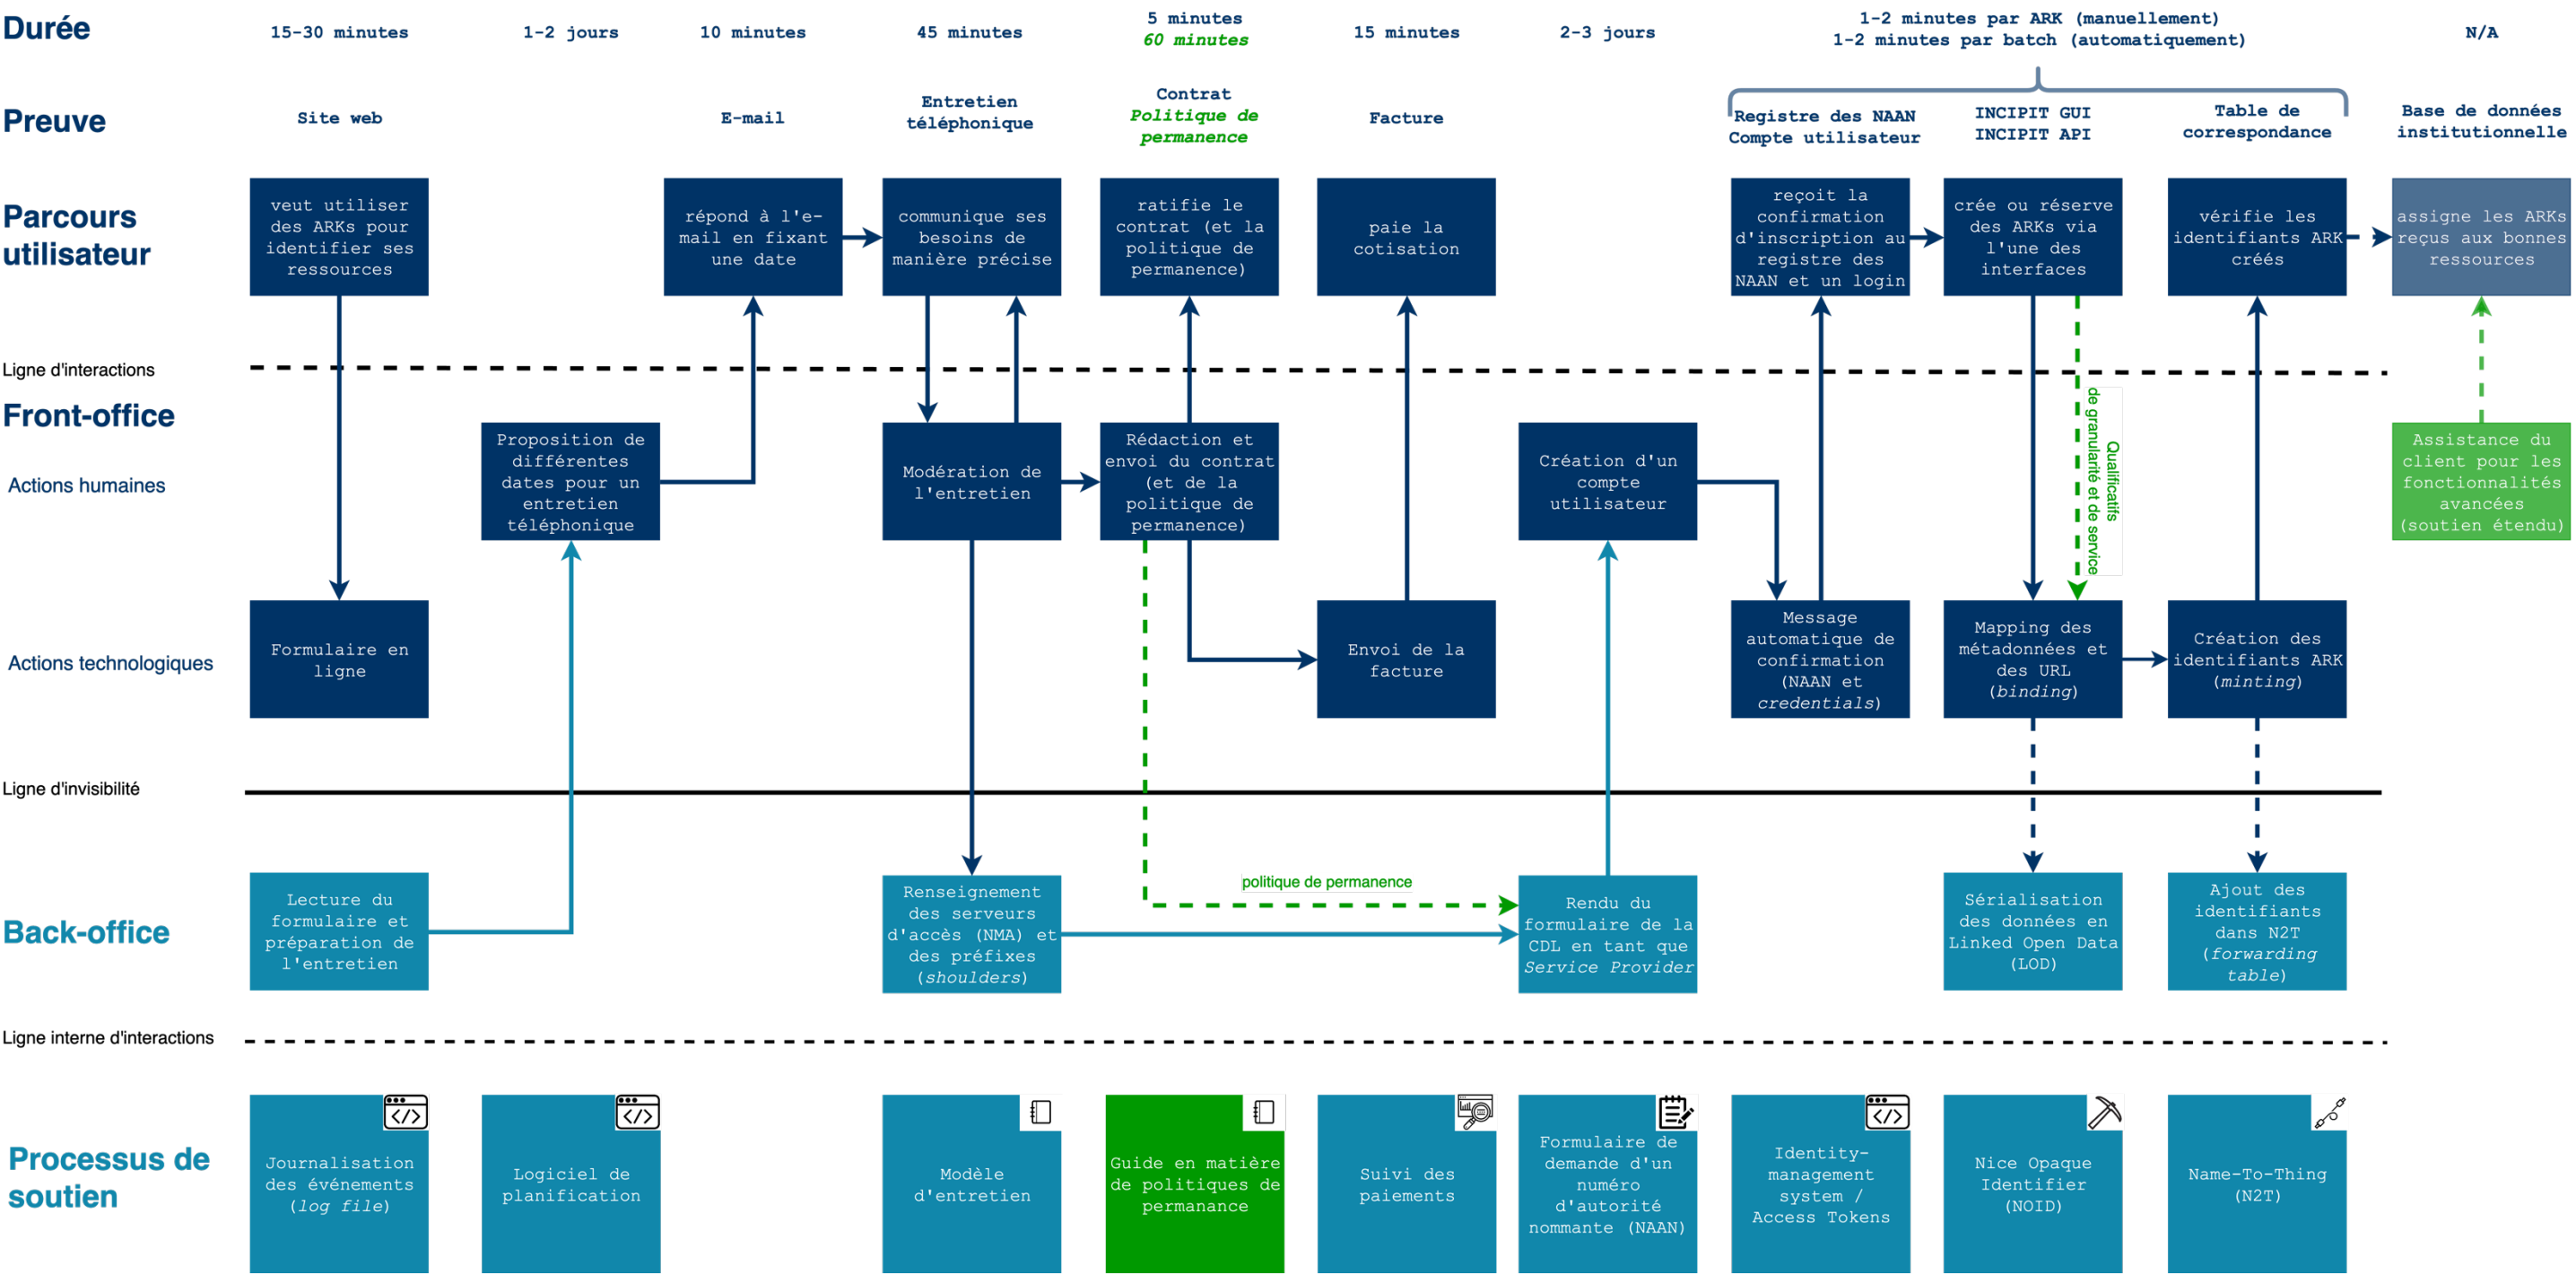 Durée
15-30 minutes
1-2 jours
10 minutes
45 minutes
5 minutes
60 minutes
15 minutes
2-3 jours
1-2 minutes par ARK (manuellement)
1-2 minutes par batch (automatiquement)
N/A
Preuve
Site web
E-mail
Entretien
téléphonique
Contrat
Politique de
permanence
Facture
Registre des NAAN
Compte utilisateur
INCIPIT GUI
INCIPIT API
Table de
correspondance
Base de données
institutionnelle
Parcours
utilisateur
veut utiliser
des ARKs pour
identifier ses
ressources
répond à l'e-
mail en fixant
une date
communique ses
besoins de
manière précise
ratifie le
contrat (et la
politique de
permanence)
paie la
cotisation
reçoit la
confirmation
d'inscription au
registre des
NAAN et un login
crée ou réserve
des ARKs via
l'une des
interfaces
vérifie les
identifiants ARK
créés
assigne les ARKs
reçus aux bonnes
ressources
Ligne d'interactions
Front-office
Actions humaines
Proposition de
différentes
dates pour un
entretien
téléphonique
Modération de
l'entretien
Rédaction et
envoi du contrat
(et de la
politique de
permanence)
Création d'un
compte
utilisateur
Qualificatifs
de granularité et de service
Assistance du
client pour les
fonctionnalités
avancées
(soutien étendu)
Actions technologiques
Formulaire en
ligne
Envoi de la
facture
Message
automatique de
confirmation
(NAAN et
credentials)
Mapping des
métadonnées et
des URL
(binding)
Création des
identifiants ARK
(minting)
Ligne d'invisibilité
Back-office
Lecture du
formulaire et
préparation de
l'entretien
Renseignement
des serveurs
d'accès (NMA) et
des préfixes
(shoulders)
politique de permanence
Rendu du
formulaire de la
CDL en tant que
Service Provider
Sérialisation
des données en
Linked Open Data
(LOD)
Ajout des
identifiants
dans N2T
(forwarding
table)
Ligne interne d'interactions
Processus de
soutien
Journalisation
des événements
(log file)
Logiciel de
planification
Modèle
d'entretien
Guide en matière
de politiques de
permanance
Suivi des
paiements
Formulaire de
demande d'un
numéro
d'autorité
nommante (NAAN)
Identity-
management
system /
Access Tokens
Nice Opaque
Identifier
(NOID)
Name-To-Thing
(N2T)